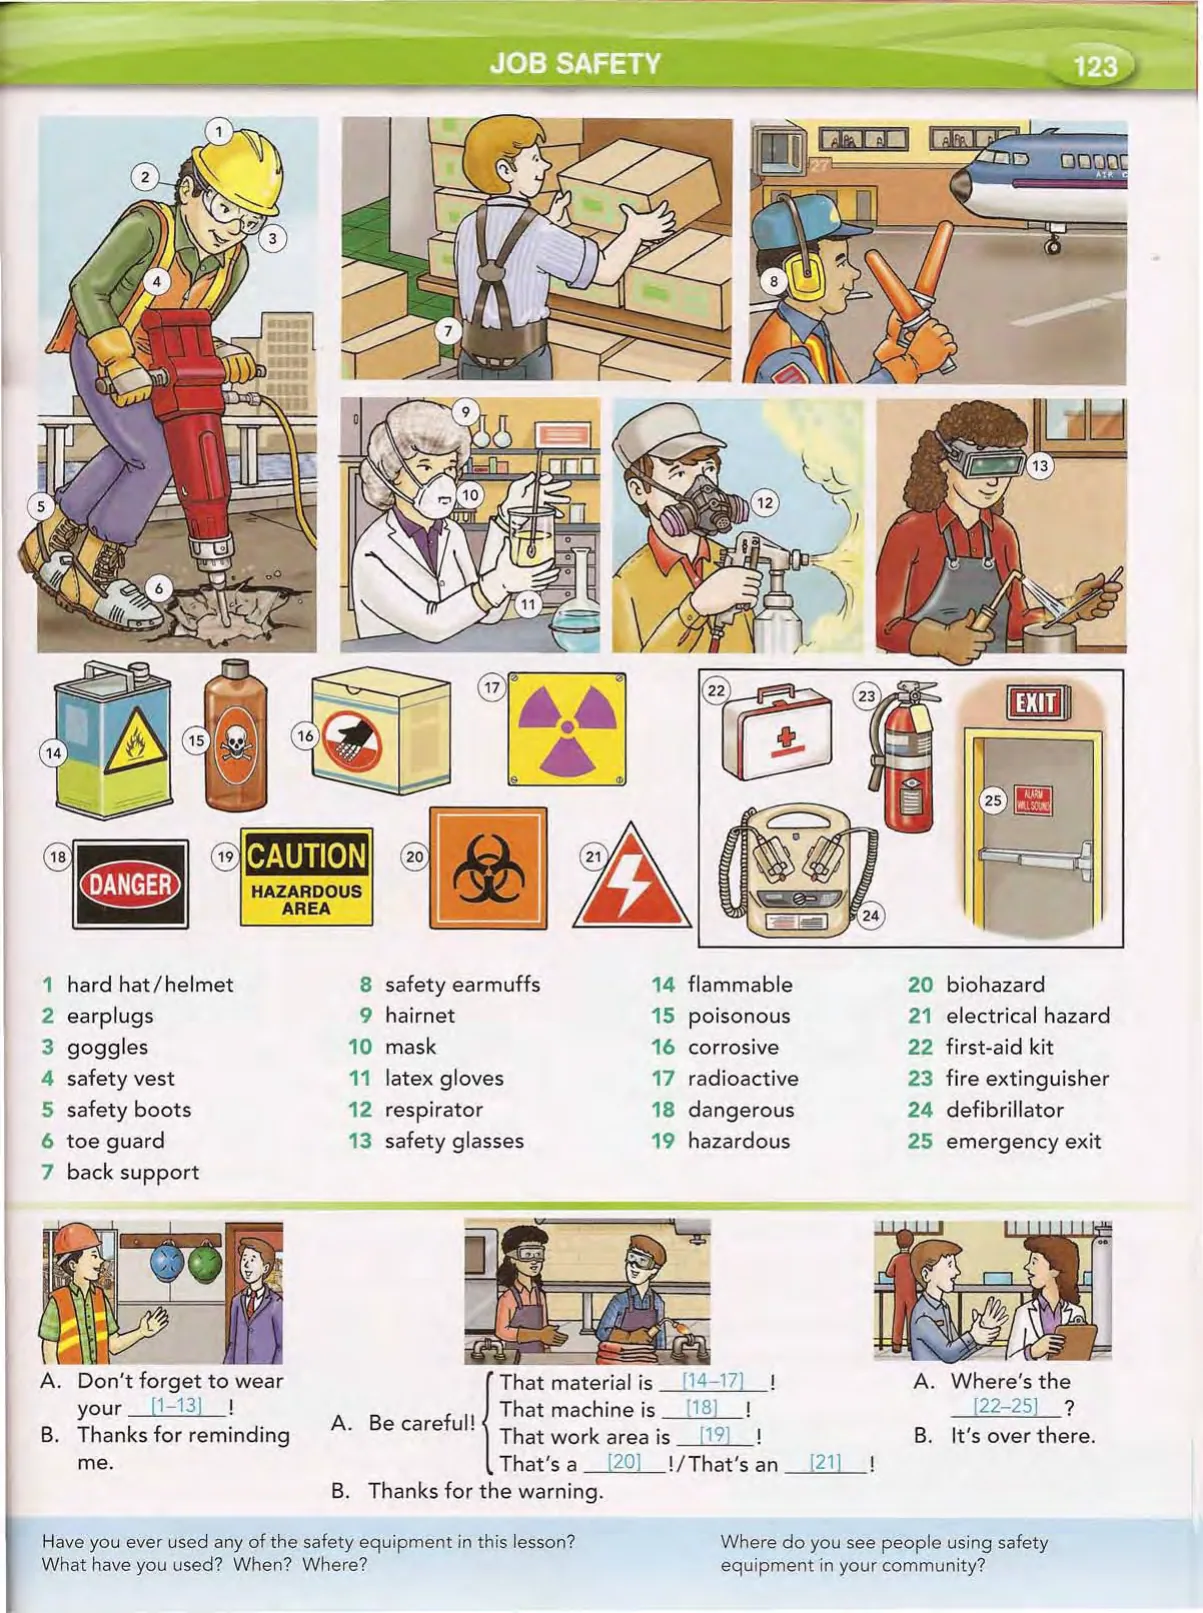 JOB SAFETY
123
1
2
3
4
5
6
7
8
27
AIR C
9
10
11
12
13
14
15
16
17
18
DANGER
19
CAUTION
HAZARDOUS
AREA
20
21
22
23
24
25
EXIT
ALARM
WILL SOUND
1 hard hat/helmet
2 earplugs
3 goggles
4 safety vest
5 safety boots
6 toe guard
7 back support
8 safety earmuffs
9 hairnet
10 mask
11 latex gloves
12 respirator
13 safety glasses
14 flammable
15 poisonous
16 corrosive
17 radioactive
18 dangerous
19 hazardous
20 biohazard
21 electrical hazard
22 first-aid kit
23 fire extinguisher
24 defibrillator
25 emergency exit
A. Don't forget to wear
your [1–13] !
B. Thanks for reminding
me.
A. Be careful!
That material is [14–17] !
That machine is [18] !
That work area is [19] !
That's a [20] !/That's an [21] !
B. Thanks for the warning.
A. Where's the
[22–25] ?
B. It's over there.
Have you ever used any of the safety equipment in this lesson?
What have you used? When? Where?
Where do you see people using safety
equipment in your community?